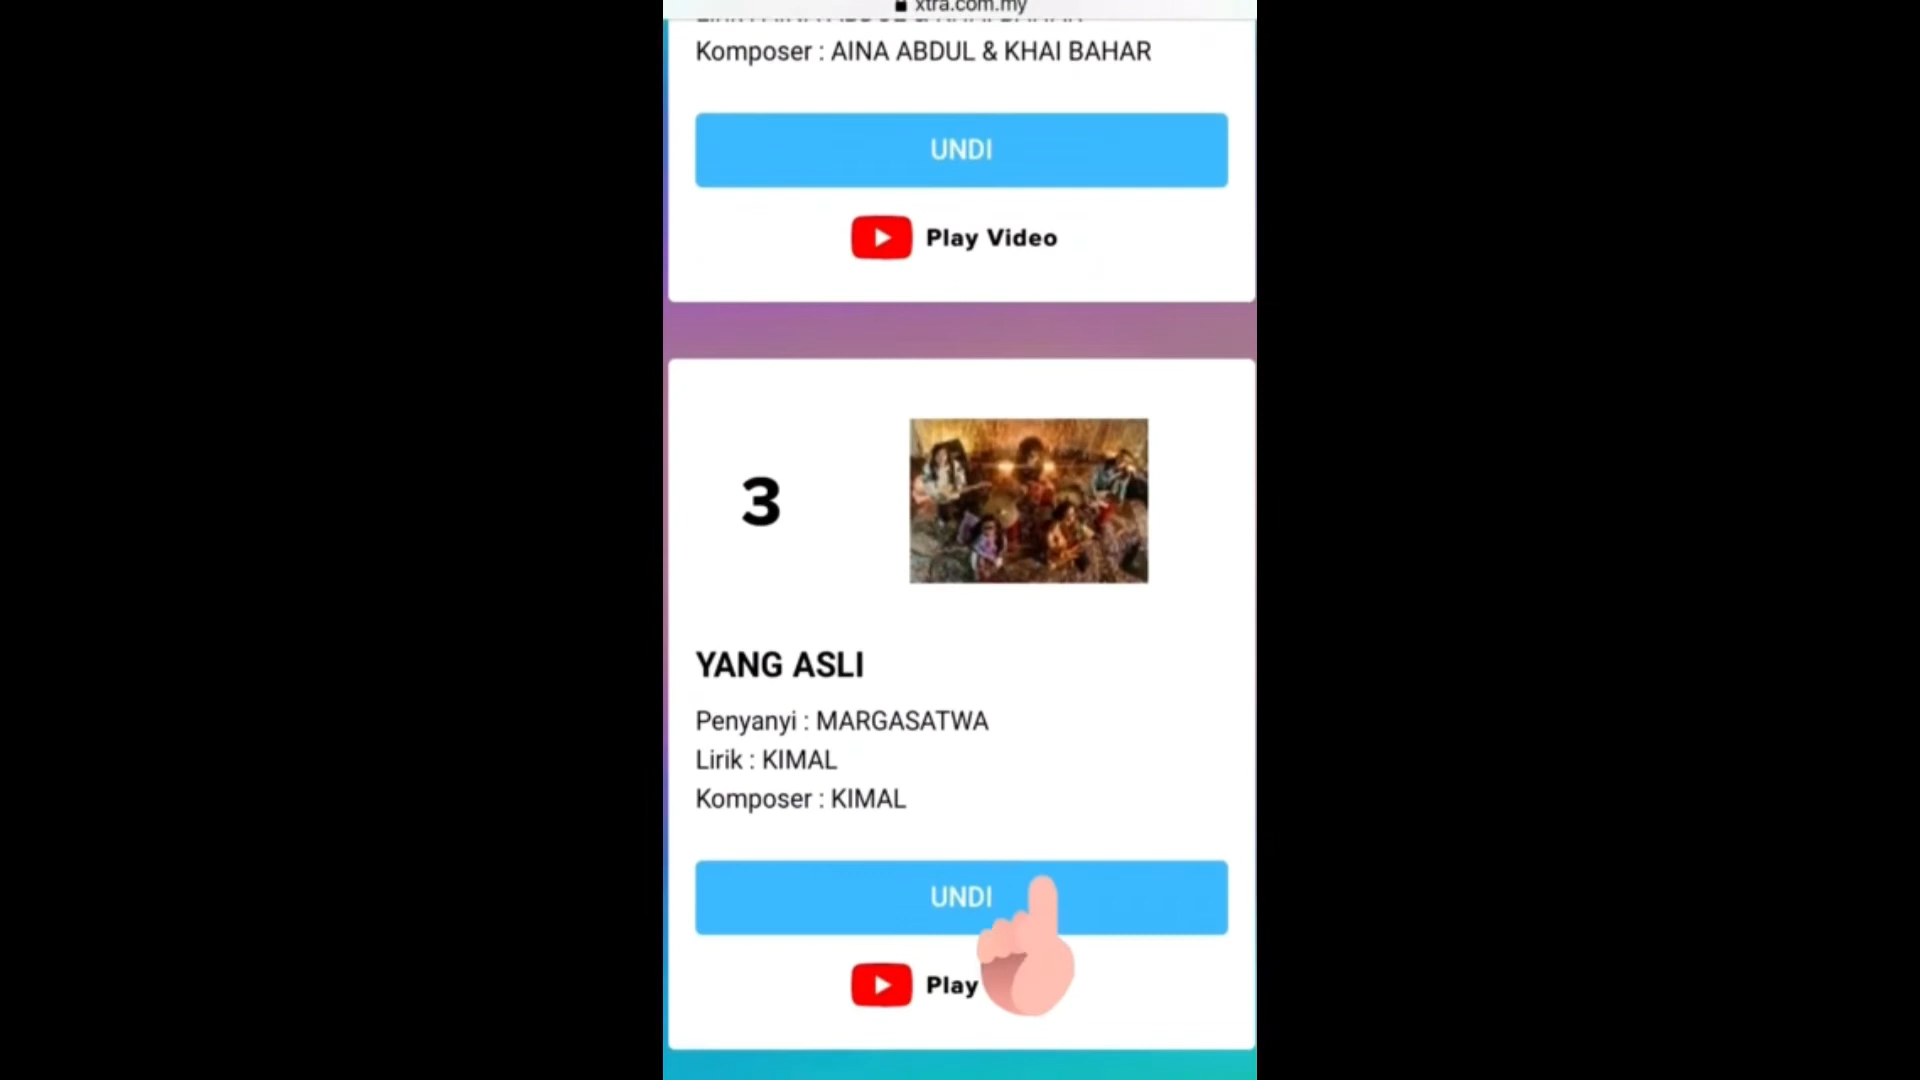 xtra.com.my
Komposer : AINA ABDUL & KHAI BAHAR
UNDI
Play Video
3
YANG ASLI
Penyanyi : MARGASATWA
Lirik : KIMAL
Komposer : KIMAL
UNDI
Play